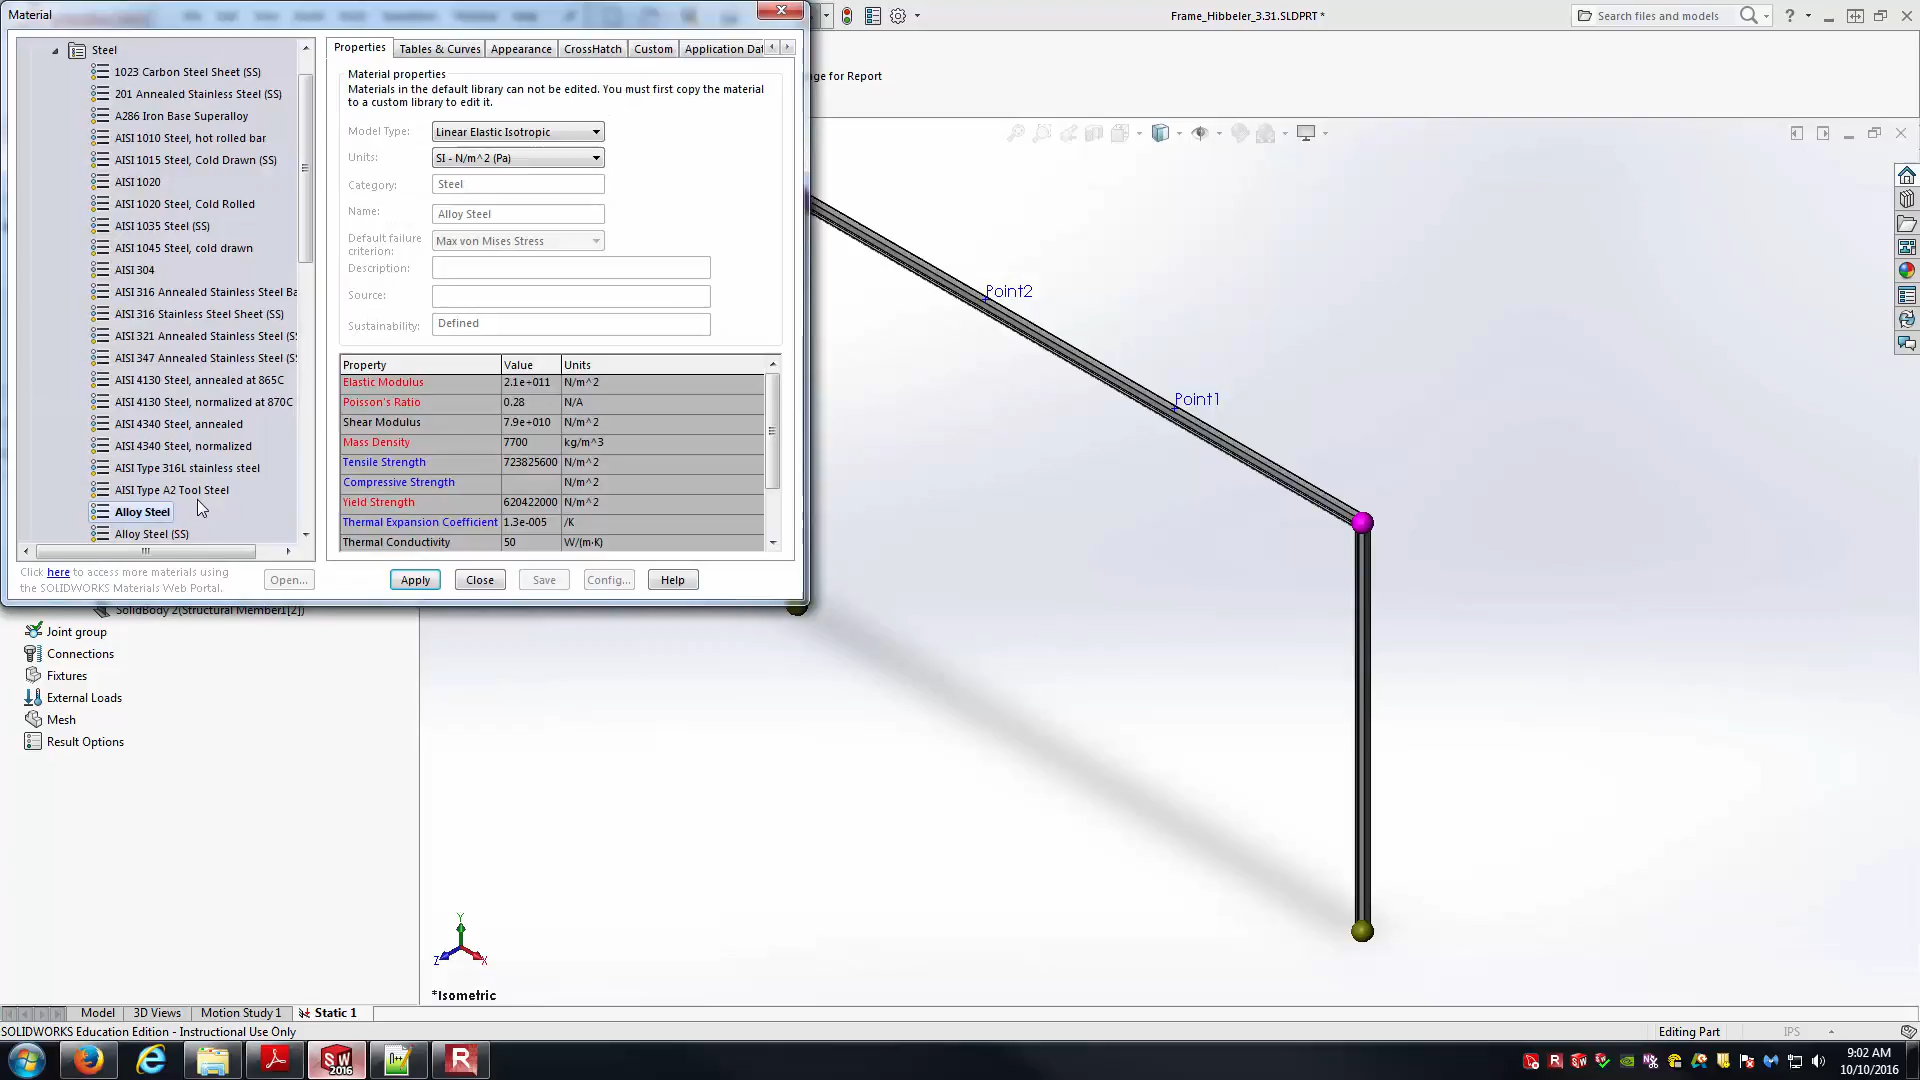 Material
Frame_Hibbeler_3.31.SLDPRT *
Search files and models
Steel
1023 Carbon Steel Sheet (SS)
201 Annealed Stainless Steel (SS)
A286 Iron Base Superalloy
AISI 1010 Steel, hot rolled bar
AISI 1015 Steel, Cold Drawn (SS)
AISI 1020
AISI 1020 Steel, Cold Rolled
AISI 1035 Steel (SS)
AISI 1045 Steel, cold drawn
AISI 304
AISI 316 Annealed Stainless Steel Ba
AISI 316 Stainless Steel Sheet (SS)
AISI 321 Annealed Stainless Steel (S
AISI 347 Annealed Stainless Steel (S
AISI 4130 Steel, annealed at 865C
AISI 4130 Steel, normalized at 870C
AISI 4340 Steel, annealed
AISI 4340 Steel, normalized
AISI Type 316L stainless steel
AISI Type A2 Tool Steel
Alloy Steel
Alloy Steel (SS)
Click here to access more materials using
the SOLIDWORKS Materials Web Portal.
Open...
Properties Tables & Curves Appearance CrossHatch Custom Application Dat
Material properties
Materials in the default library can not be edited. You must first copy the material
to a custom library to edit it.
Model Type: Linear Elastic Isotropic
Units: SI - N/m^2 (Pa)
Category: Steel
Name: Alloy Steel
Default failure
criterion: Max von Mises Stress
Description:
Source:
Sustainability: Defined
Property Value Units
Elastic Modulus 2.1e+011 N/m^2
Poisson's Ratio 0.28 N/A
Shear Modulus 7.9e+010 N/m^2
Mass Density 7700 kg/m^3
Tensile Strength 723825600 N/m^2
Compressive Strength N/m^2
Yield Strength 620422000 N/m^2
Thermal Expansion Coefficient 1.3e-005 /K
Thermal Conductivity 50 W/(m·K)
Apply Close Save Config... Help
ge for Report
Point2
Point1
SolidBody 2(Structural Member1[2])
Joint group
Connections
Fixtures
External Loads
Mesh
Result Options
Y
Z
X
*Isometric
Model 3D Views Motion Study 1 Static 1
SOLIDWORKS Education Edition - Instructional Use Only
Editing Part
IPS
SW
2016
R
9:02 AM
10/10/2016